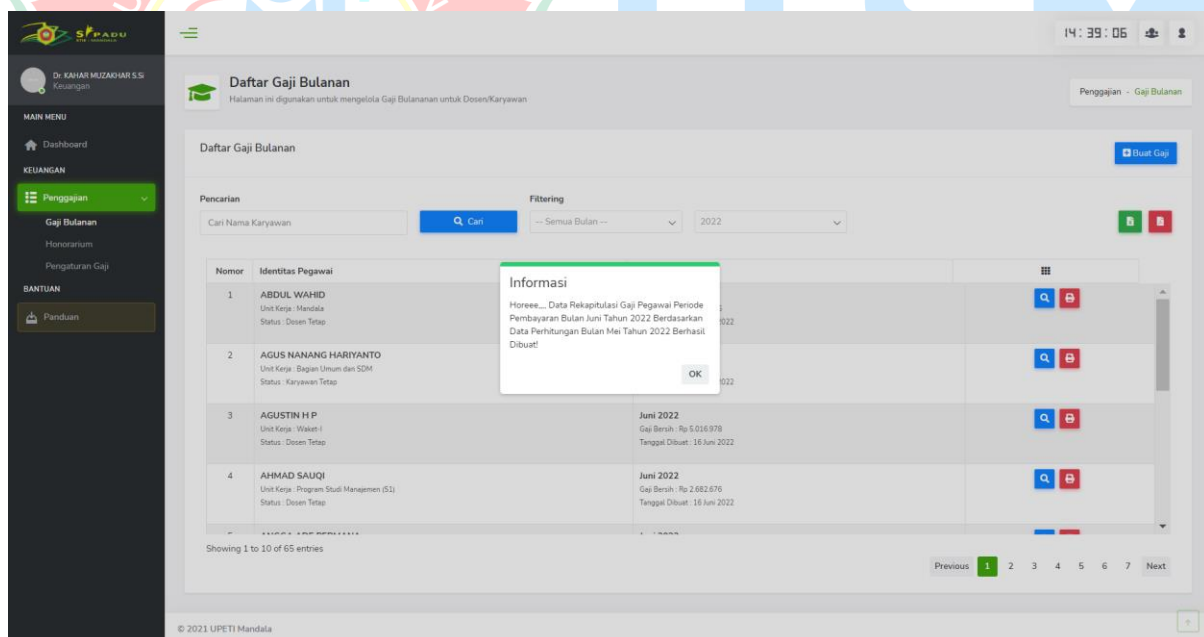 SIPADU
14:39:06
Dr. KAHAR MUZAKHAR S.Si
Keuangan
MAIN MENU
Dashboard
KEUANGAN
Penggajian
Gaji Bulanan
Honorarium
Pengaturan Gaji
BANTUAN
Panduan
Daftar Gaji Bulanan
Halaman ini digunakan untuk mengelola Gaji Bulananan untuk Dosen/Karyawan
Penggajian - Gaji Bulanan
Daftar Gaji Bulanan
Buat Gaji
Pencarian
Filtering
Cari Nama Karyawan
Cari
-- Semua Bulan --
2022
Nomor Identitas Pegawai
1 ABDUL WAHID
Unit Kerja : Mandala
Status : Dosen Tetap
2022
2 AGUS NANANG HARIYANTO
Unit Kerja : Bagian Umum dan SDM
Status : Karyawan Tetap
2022
Informasi
Horeee,,, Data Rekapitulasi Gaji Pegawai Periode
Pembayaran Bulan Juni Tahun 2022 Berdasarkan
Data Perhitungan Bulan Mei Tahun 2022 Berhasil
Dibuat!
OK
3 AGUSTIN H P
Unit Kerja : Waket-I
Status : Dosen Tetap
Juni 2022
Gaji Bersih : Rp 5.016.978
Tanggal Dibuat : 16 Juni 2022
4 AHMAD SAUQI
Unit Kerja : Program Studi Manajemen (S1)
Status : Dosen Tetap
Juni 2022
Gaji Bersih : Rp 2.682.676
Tanggal Dibuat : 16 Juni 2022
Showing 1 to 10 of 65 entries
Previous 1 2 3 4 5 6 7 Next
© 2021 UPETI Mandala